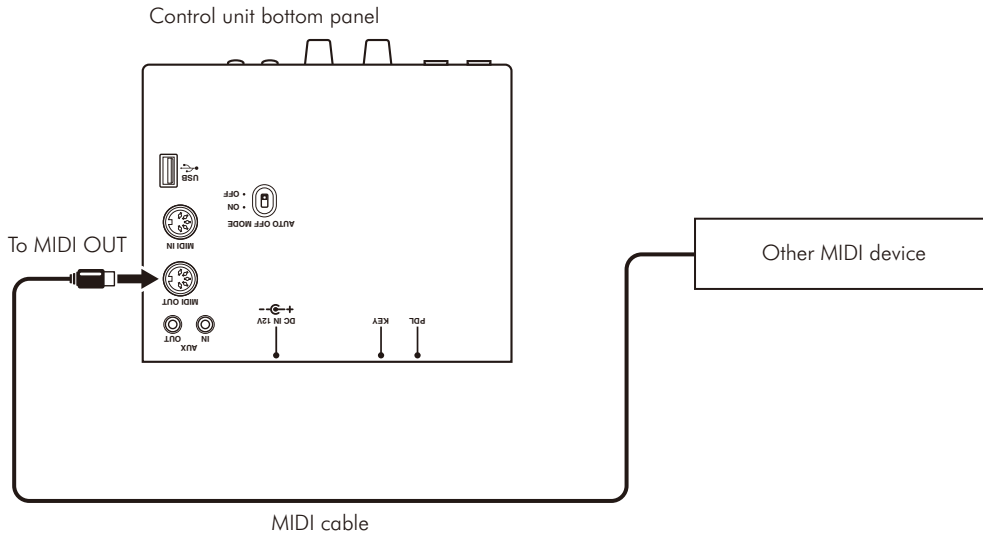 Control unit bottom panel
USB
OFF
ON
AUTO OFF MODE
MIDI IN
To MIDI OUT
Other MIDI device
MIDI OUT
DC IN 12V
KEY
PDL
OUT
IN
AUX
MIDI cable